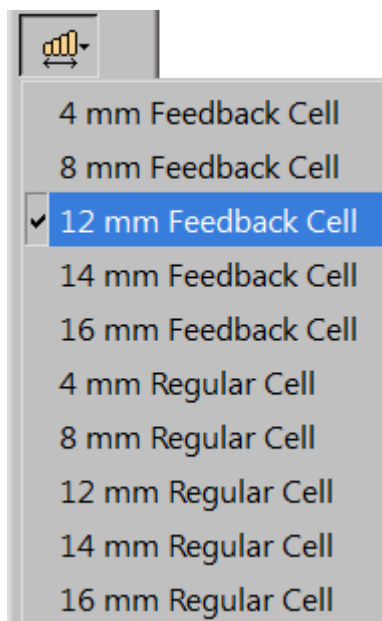 4 mm Feedback Cell
8 mm Feedback Cell
12 mm Feedback Cell
14 mm Feedback Cell
16 mm Feedback Cell
4 mm Regular Cell
8 mm Regular Cell
12 mm Regular Cell
14 mm Regular Cell
16 mm Regular Cell